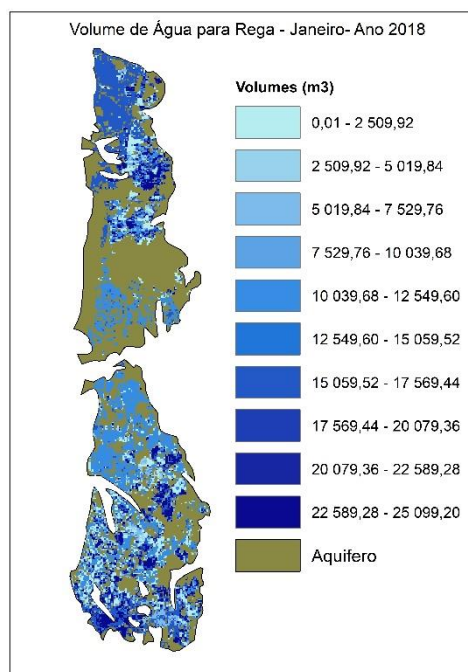 Volume de Água para Rega - Janeiro- Ano 2018
Volumes (m3)
0,01 - 2 509,92
2 509,92 - 5 019,84
5 019,84 - 7 529,76
7 529,76 - 10 039,68
10 039,68 - 12 549,60
12 549,60 - 15 059,52
15 059,52 - 17 569,44
17 569,44 - 20 079,36
20 079,36 - 22 589,28
22 589,28 - 25 099,20
Aquifero